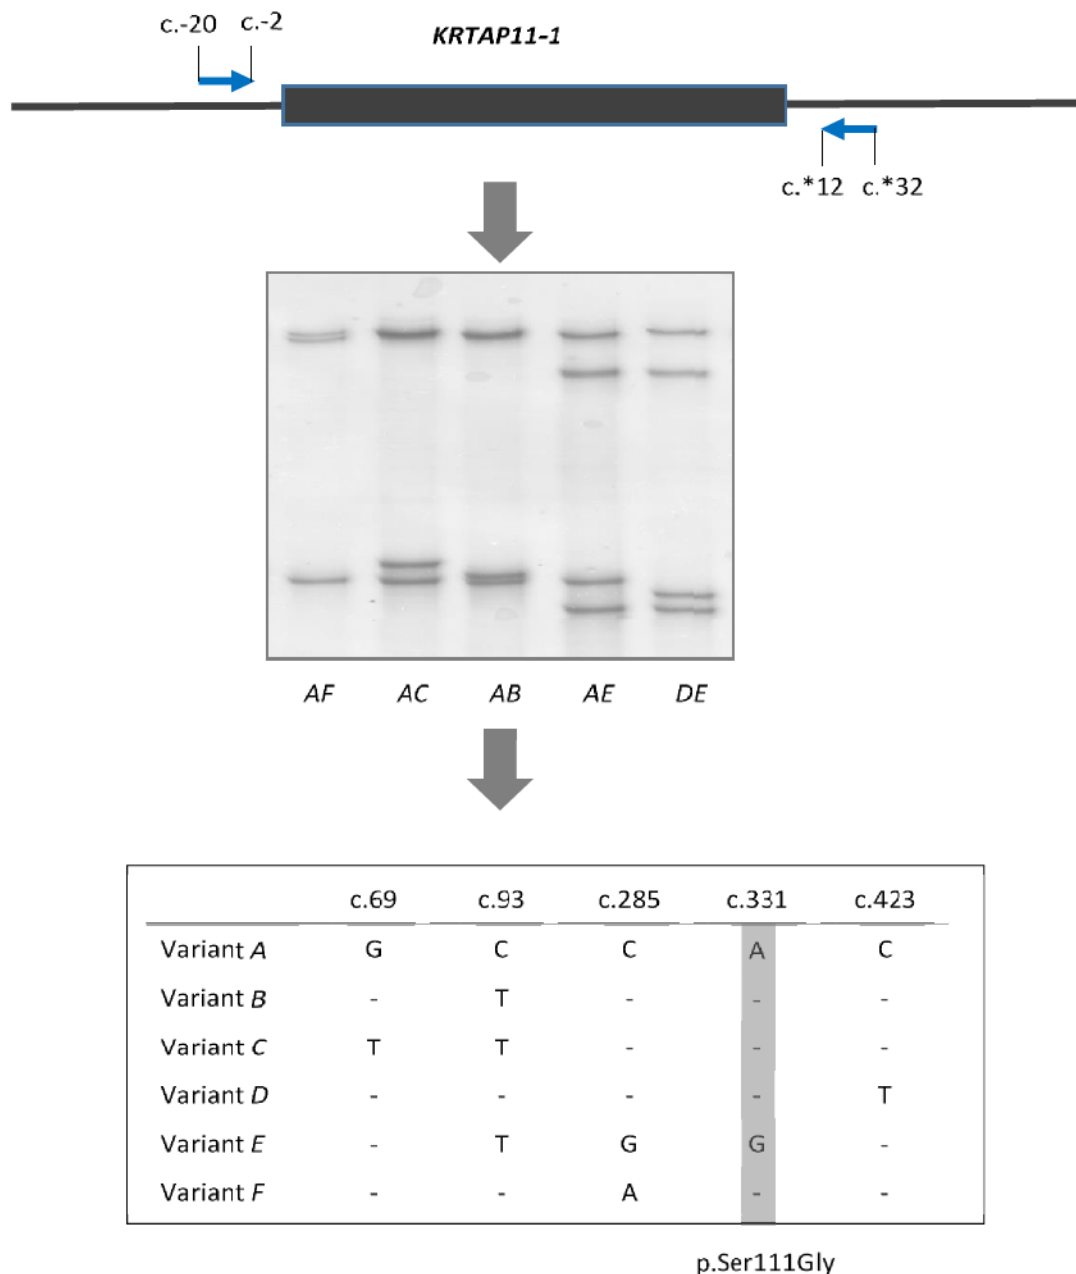 c.-20 c.-2 KRTAP11-1
c.*12 c.*32
AF AC AB AE DE
c.69 c.93 c.285 c.331 c.423
Variant A G C C A C
Variant B - T - - -
Variant C T T - - -
Variant D - - - - T
Variant E - T G G -
Variant F - - A - -
p.Ser111Gly